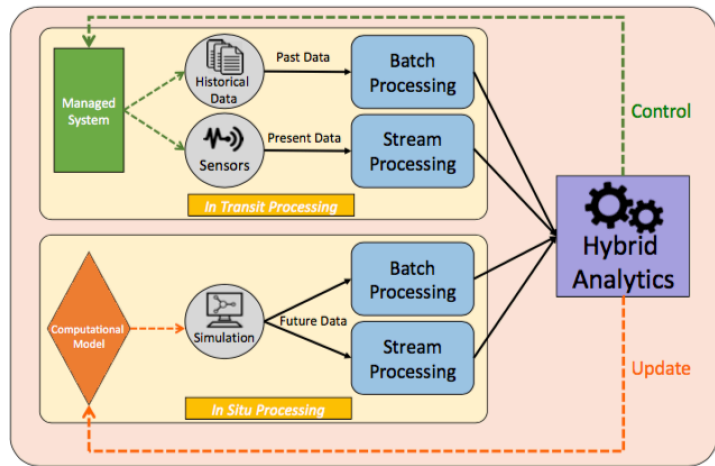 Managed
System
Historical
Data
Past Data
Batch
Processing
Sensors
Present Data
Stream
Processing
In Transit Processing
Control
Hybrid
Analytics
Computational
Model
Simulation
Future Data
Batch
Processing
Stream
Processing
In Situ Processing
Update